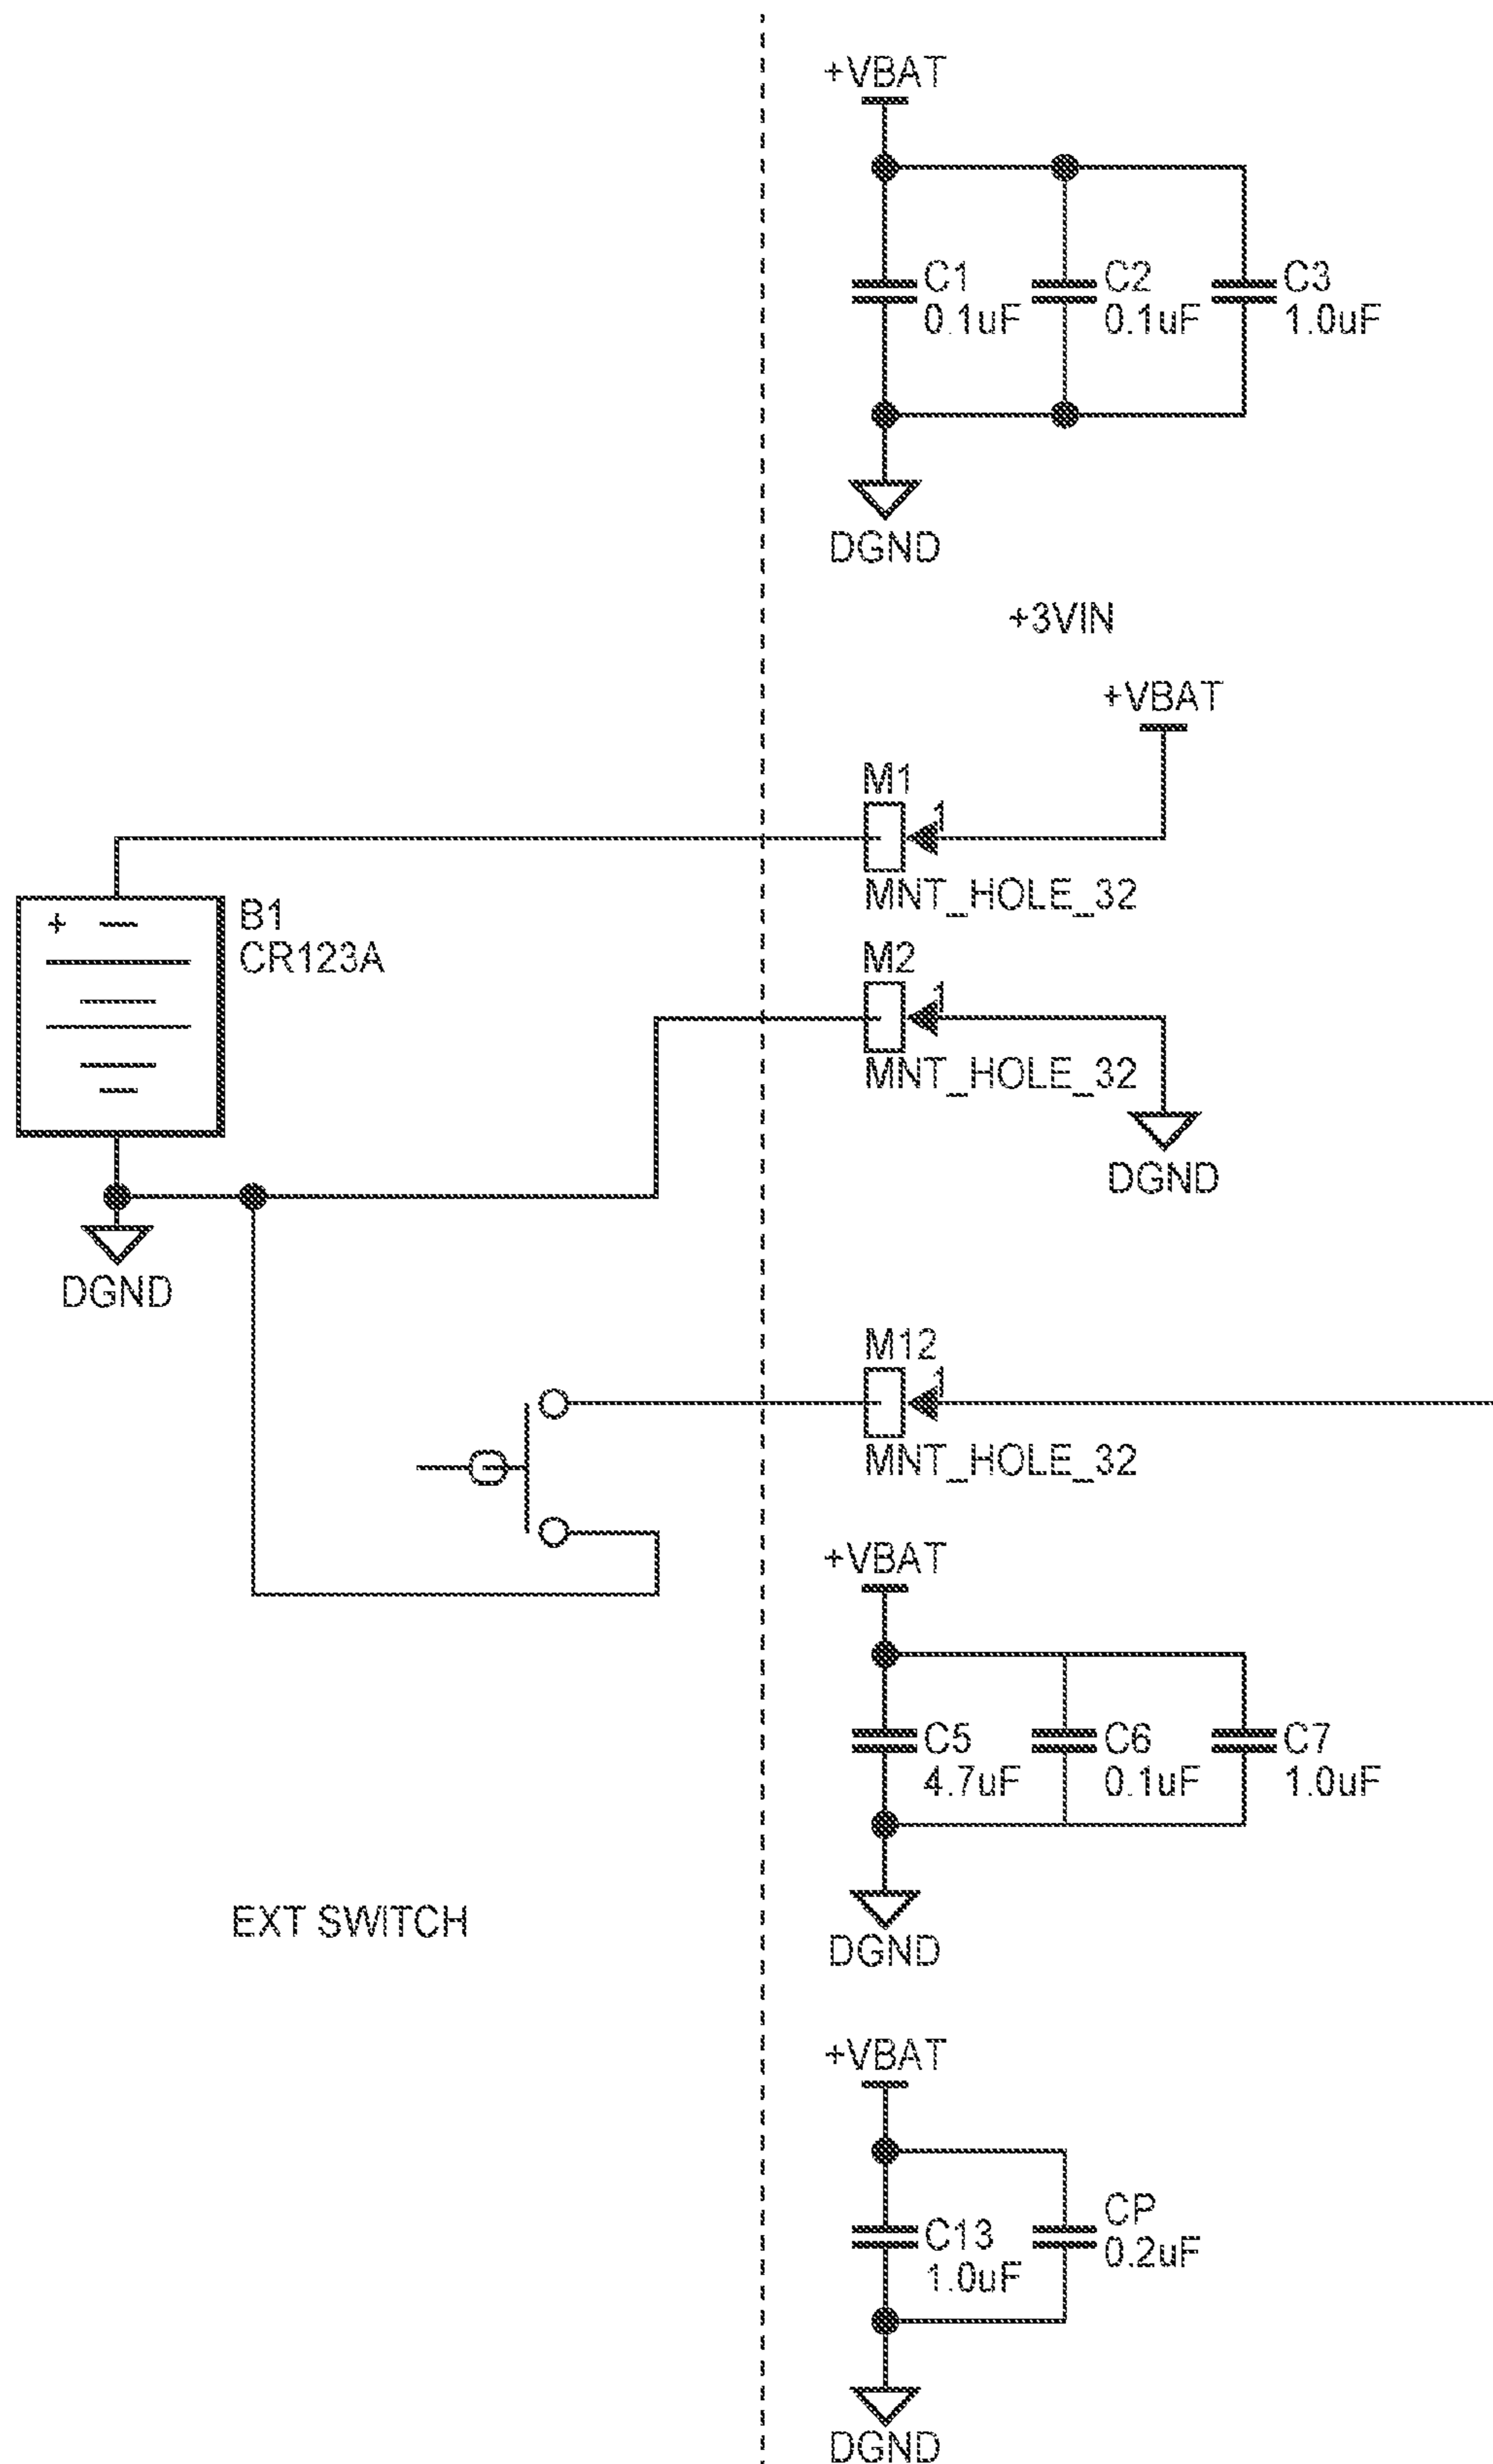 +VBAT
C1
0.1uF
C2
0.1uF
C3
1.0uF
DGND
+3VIN
+VBAT
M1
1
MNT_HOLE_32
+
B1
CR123A
M2
1
MNT_HOLE_32
DGND
DGND
M12
1
MNT_HOLE_32
+VBAT
C5
4.7uF
C6
0.1uF
C7
1.0uF
EXT SWITCH
DGND
+VBAT
C13
1.0uF
CP
0.2uF
DGND